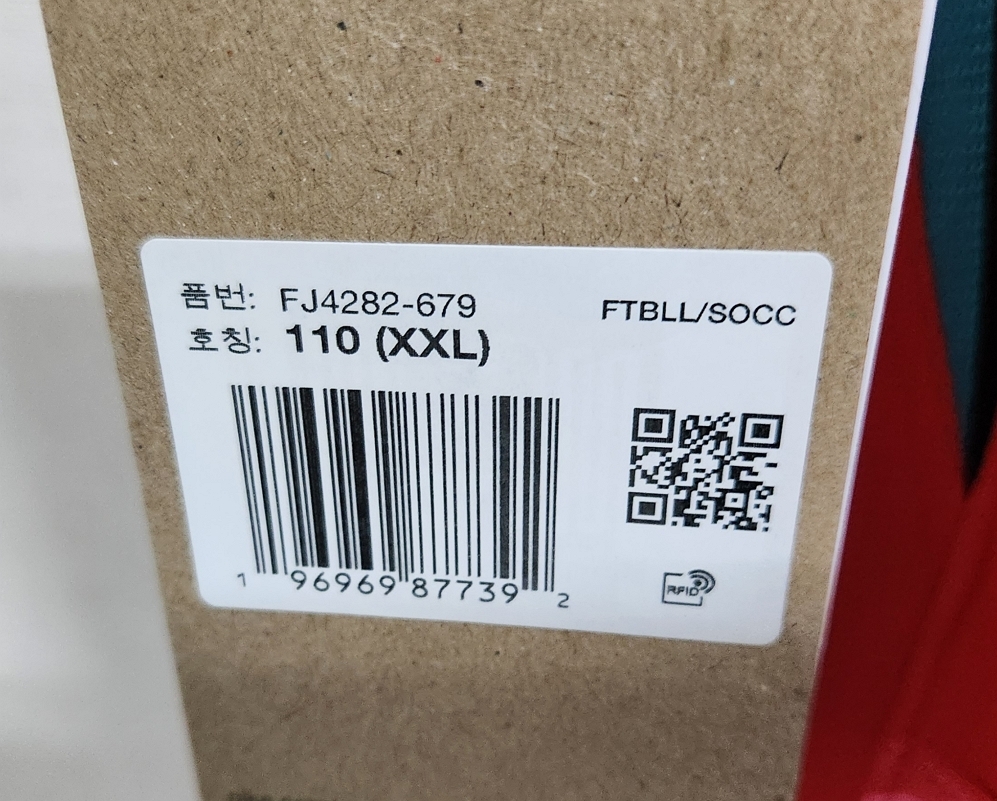 품번: FJ4282-679 FTBLL/SOCC
호칭: 110 (XXL)
1 96969 87739 2
RFID